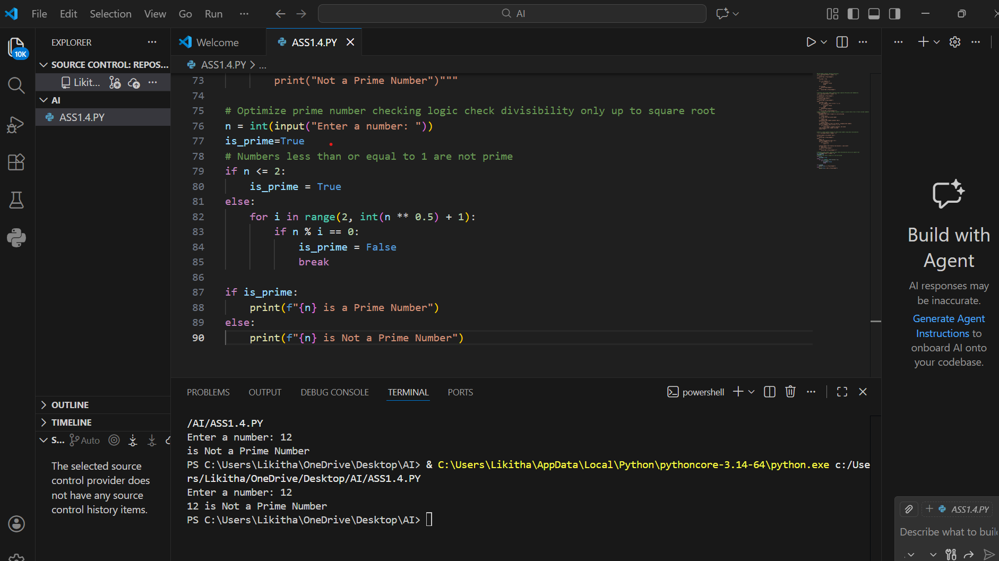 File Edit Selection View Go Run ... AI
EXPLORER ...
10K
SOURCE CONTROL: REPOS...
Likit... ...
AI
ASS1.4.PY
Welcome
ASS1.4.PY
ASS1.4.PY > ...
73 print("Not a Prime Number")"""
74
75 # Optimize prime number checking logic check divisibility only up to square root
76 n = int(input("Enter a number: "))
77 is_prime=True
78 # Numbers less than or equal to 1 are not prime
79 if n <= 2:
80 is_prime = True
81 else:
82 for i in range(2, int(n ** 0.5) + 1):
83 if n % i == 0:
84 is_prime = False
85 break
86
87 if is_prime:
88 print(f"{n} is a Prime Number")
89 else:
90 print(f"{n} is Not a Prime Number")
OUTLINE
TIMELINE
S... Auto
The selected source
control provider does
not have any source
control history items.
PROBLEMS OUTPUT DEBUG CONSOLE TERMINAL PORTS
powershell
/AI/ASS1.4.PY
Enter a number: 12
is Not a Prime Number
PS C:\Users\Likitha\OneDrive\Desktop\AI> & C:\Users\Likitha\AppData\Local\Python\pythoncore-3.14-64\python.exe c:/Use
rs/Likitha/OneDrive/Desktop/AI/ASS1.4.PY
Enter a number: 12
12 is Not a Prime Number
PS C:\Users\Likitha\OneDrive\Desktop\AI>
Build with
Agent
AI responses may
be inaccurate.
Generate Agent
Instructions to
onboard AI onto
your codebase.
ASS1.4.PY
Describe what to buil